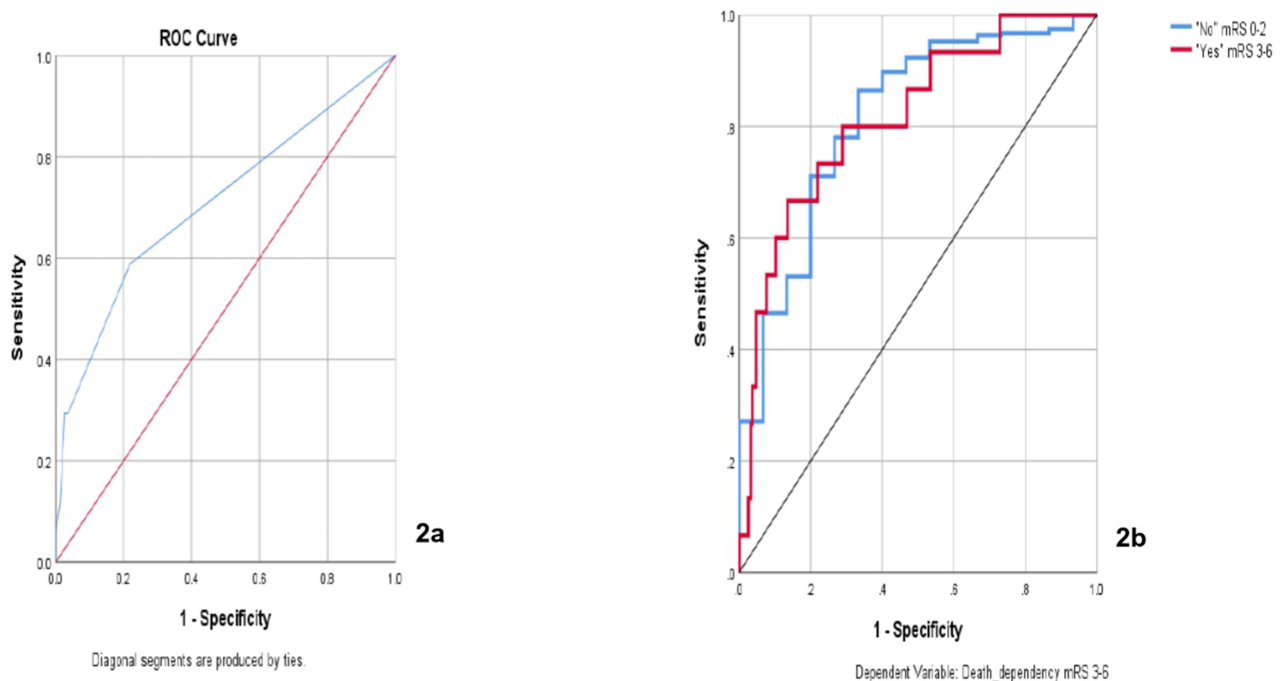 ROC Curve
1.0
0.8
0.6
0.4
0.2
0.0
0.0 0.2 0.4 0.6 0.8 1.0
Sensitivity
1 - Specificity
Diagonal segments are produced by ties.
2a
1.0
.8
.6
.4
.2
.0
.0 .2 .4 .6 .8 1.0
Sensitivity
1 - Specificity
Dependent Variable: Death_dependency mRS 3-6
"No" mRS 0-2
"Yes" mRS 3-6
2b